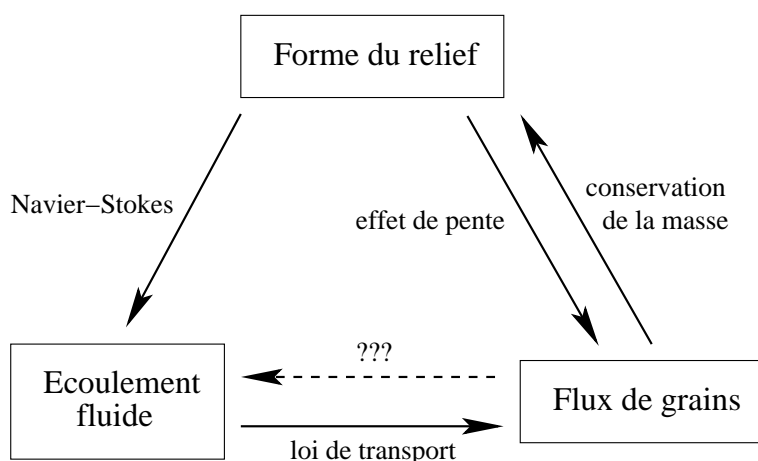 Forme du relief
Navier–Stokes
effet de pente
conservation
de la masse
???
Ecoulement
fluide
Flux de grains
loi de transport